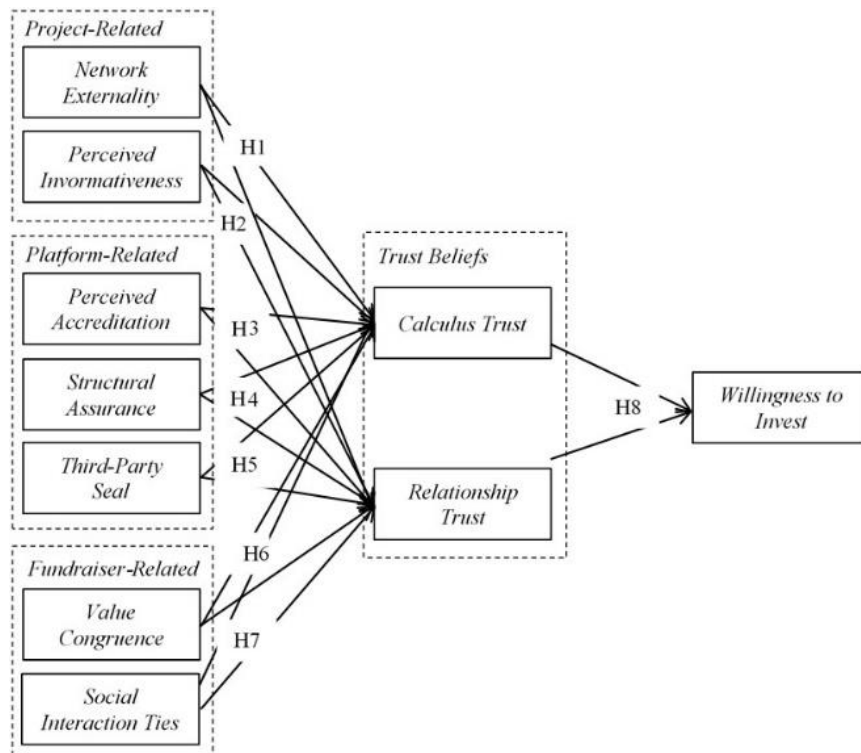 Project-Related
Network
Externality
Perceived
Invormativeness
Platform-Related
Perceived
Accreditation
Structural
Assurance
Third-Party
Seal
Fundraiser-Related
Value
Congruence
Social
Interaction Ties
H1
H2
H3
H4
H5
H6
H7
Trust Beliefs
Calculus Trust
Relationship
Trust
H8
Willingness to
Invest